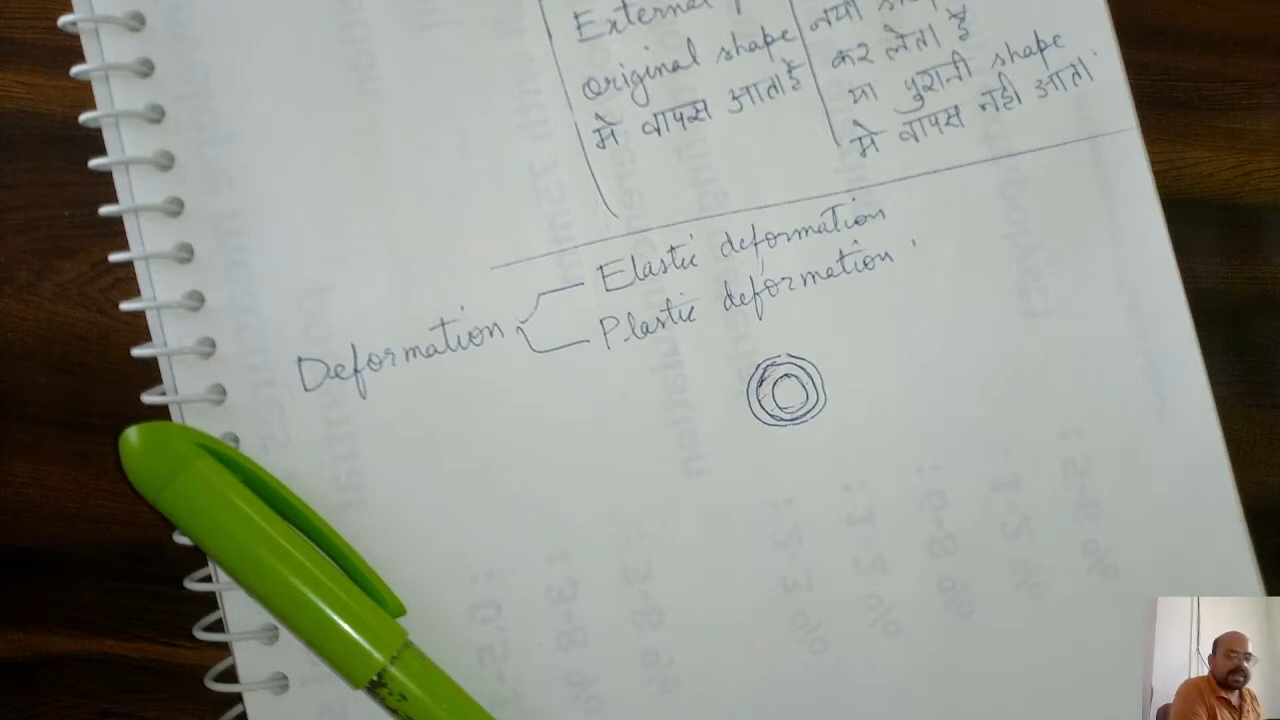 External
original shape
मे वापस आता है
नया
कर लेता है
या पुरानी shape
मे वापस नही आता.
Deformation
Elastic deformation
Plastic deformation.